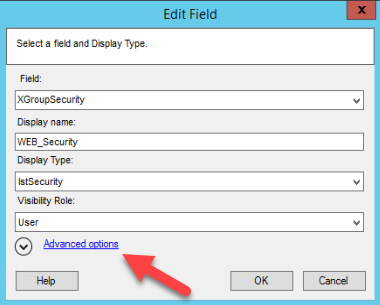 Edit Field
x
Select a field and Display Type.
Field:
XGroupSecurity
Display name:
WEB_Security
Display Type:
lstSecurity
Visibility Role:
User
Advanced options
Help OK Cancel